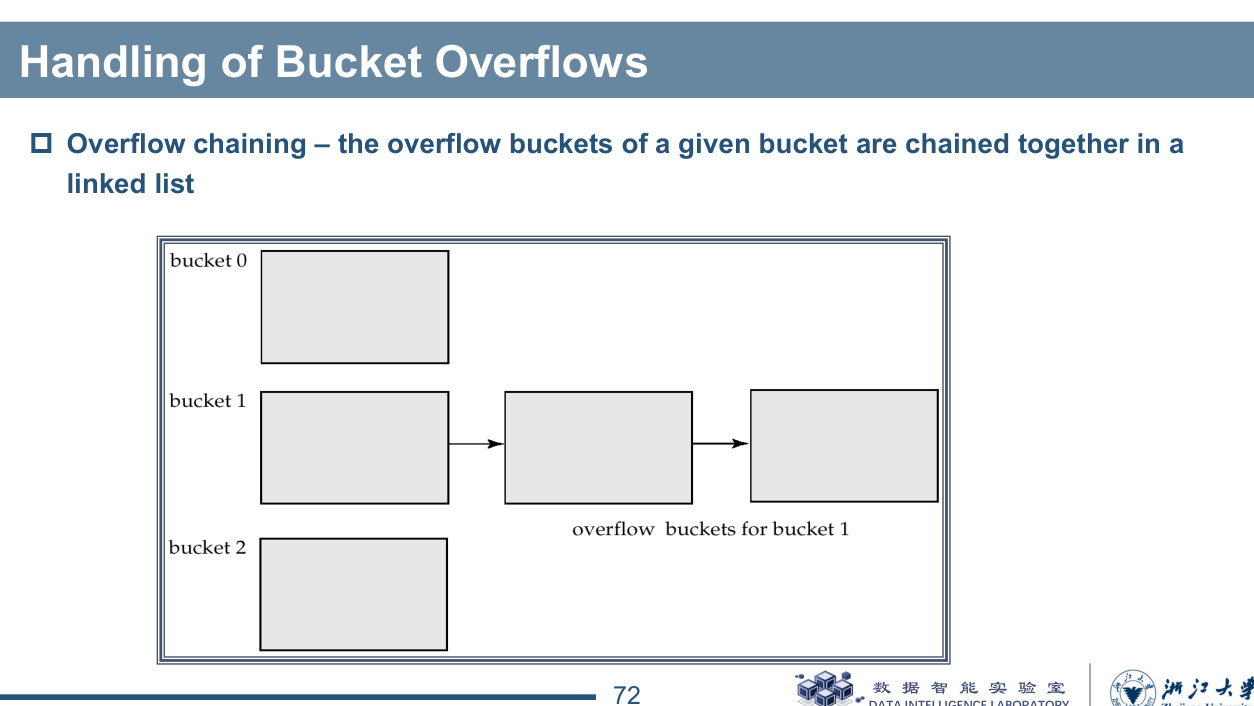 Handling of Bucket Overflows
Overflow chaining – the overflow buckets of a given bucket are chained together in a
linked list
bucket 0
bucket 1
overflow  buckets for bucket 1
bucket 2
72
数据智能实验室
DATA INTELLIGENCE LABORATORY
浙江大学
Zhejiang University